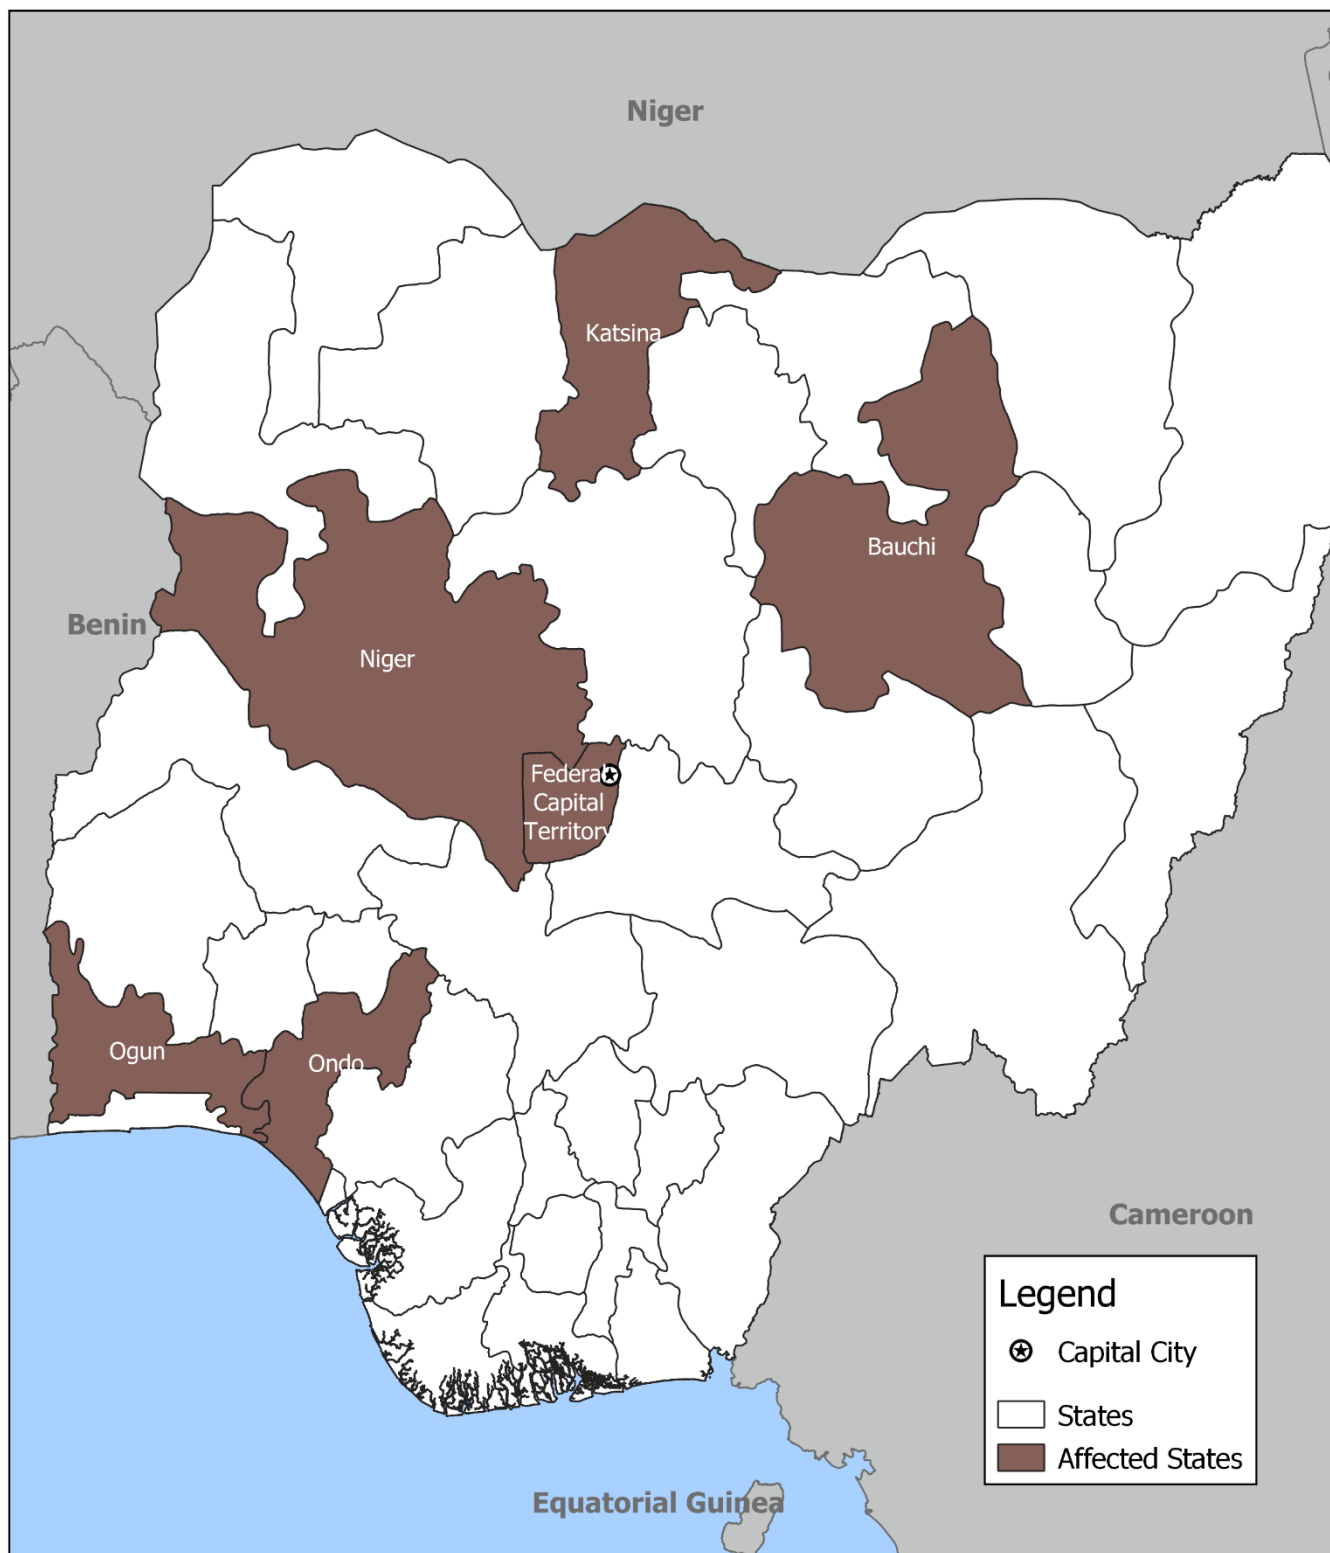 Niger
Katsina
Bauchi
Benin
Niger
Federal
Capital
Territory
Ogun
Ondo
Cameroon
Legend
Capital City
States
Affected States
Equatorial Guinea